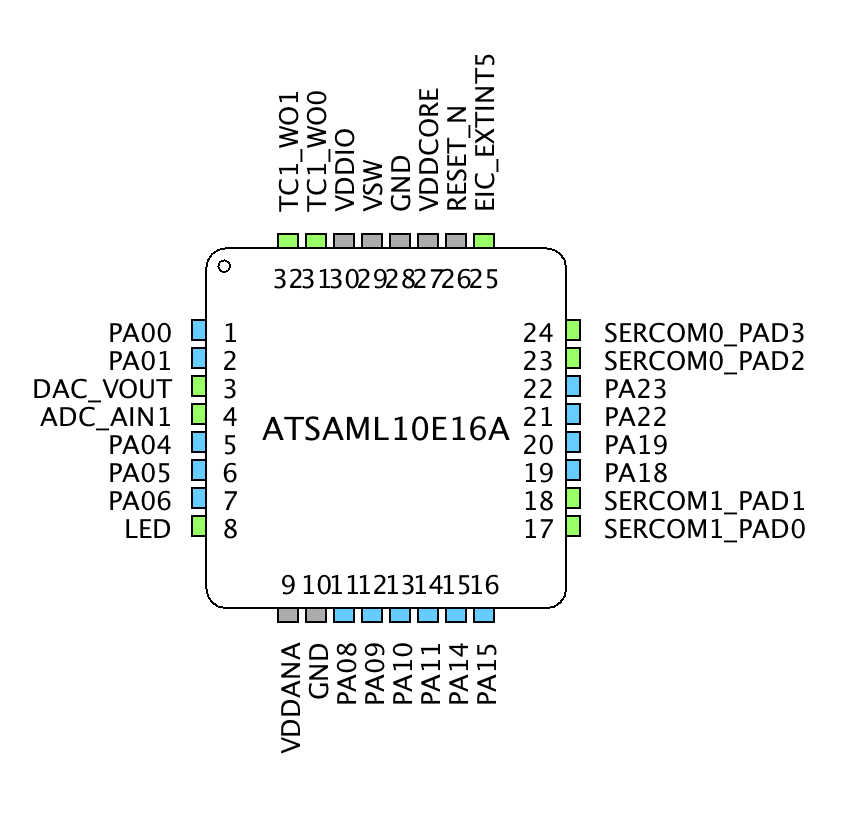 TC1_WO1
TC1_WO0
VDDIO
VSW
GND
VDDCORE
RESET_N
EIC_EXTINT5
32 31 30 29 28 27 26 25
PA00 1
PA01 2
DAC_VOUT 3
ADC_AIN1 4
PA04 5
PA05 6
PA06 7
LED 8
ATSAML10E16A
24 SERCOM0_PAD3
23 SERCOM0_PAD2
22 PA23
21 PA22
20 PA19
19 PA18
18 SERCOM1_PAD1
17 SERCOM1_PAD0
9 10 11 12 13 14 15 16
VDDANA
GND
PA08
PA09
PA10
PA11
PA14
PA15